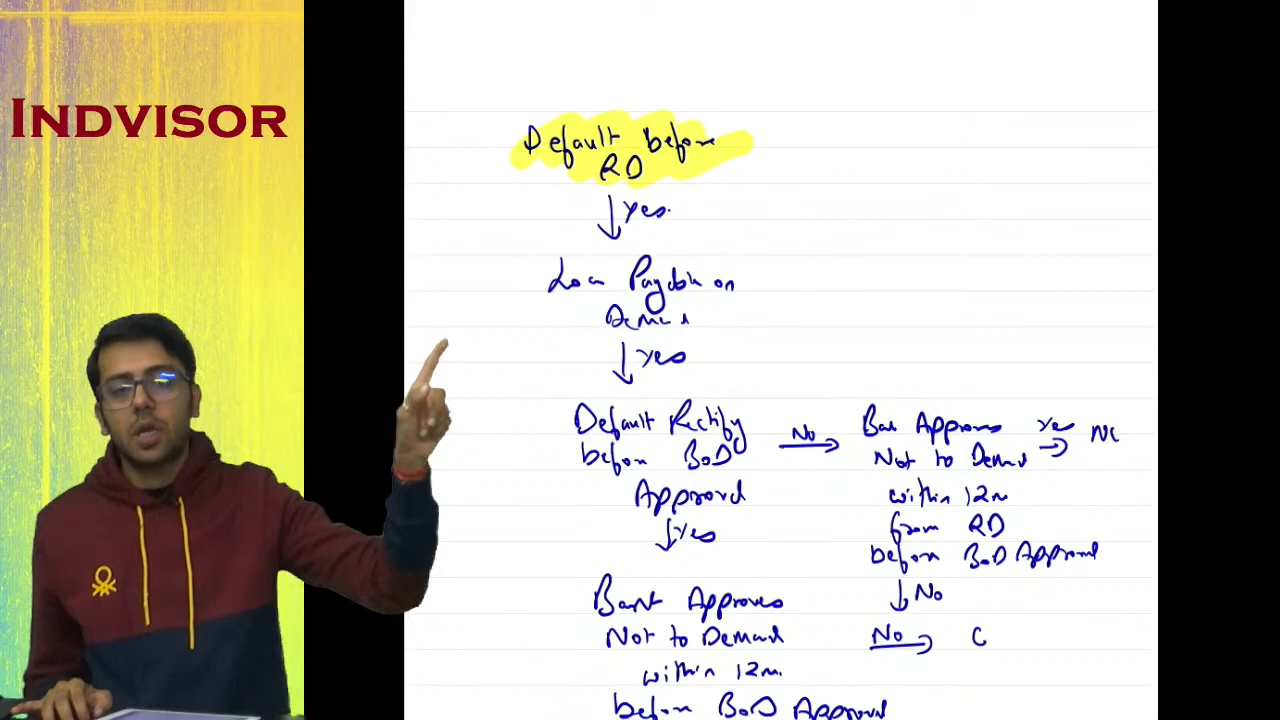 INDVISOR
Default before
RD
Yes.
Loan Payable on
Demand
Yes
Default Rectify
before BoD
Approval
No
Yes
Bank Approves
Not to Demand
within 12m
from RD
before BoD Approval
Yes
NC
No
Bank Approves
Not to Demand
within 12m.
before BoD Approval
No
C